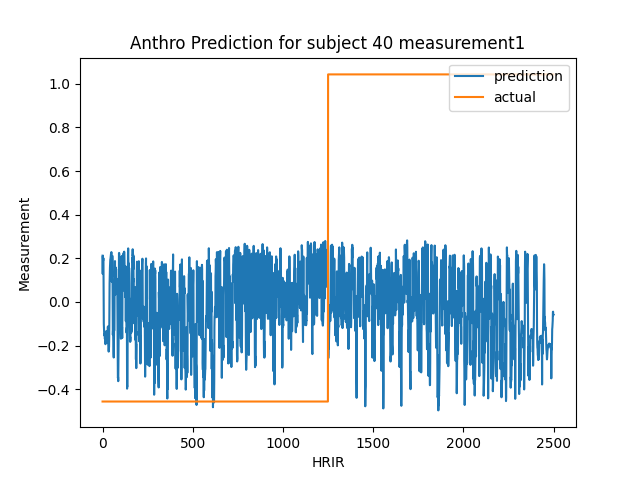 Anthro Prediction for subject 40 measurement1
prediction
actual
Measurement
1.0
0.8
0.6
0.4
0.2
0.0
−0.2
−0.4
0
500
1000
1500
2000
2500
HRIR